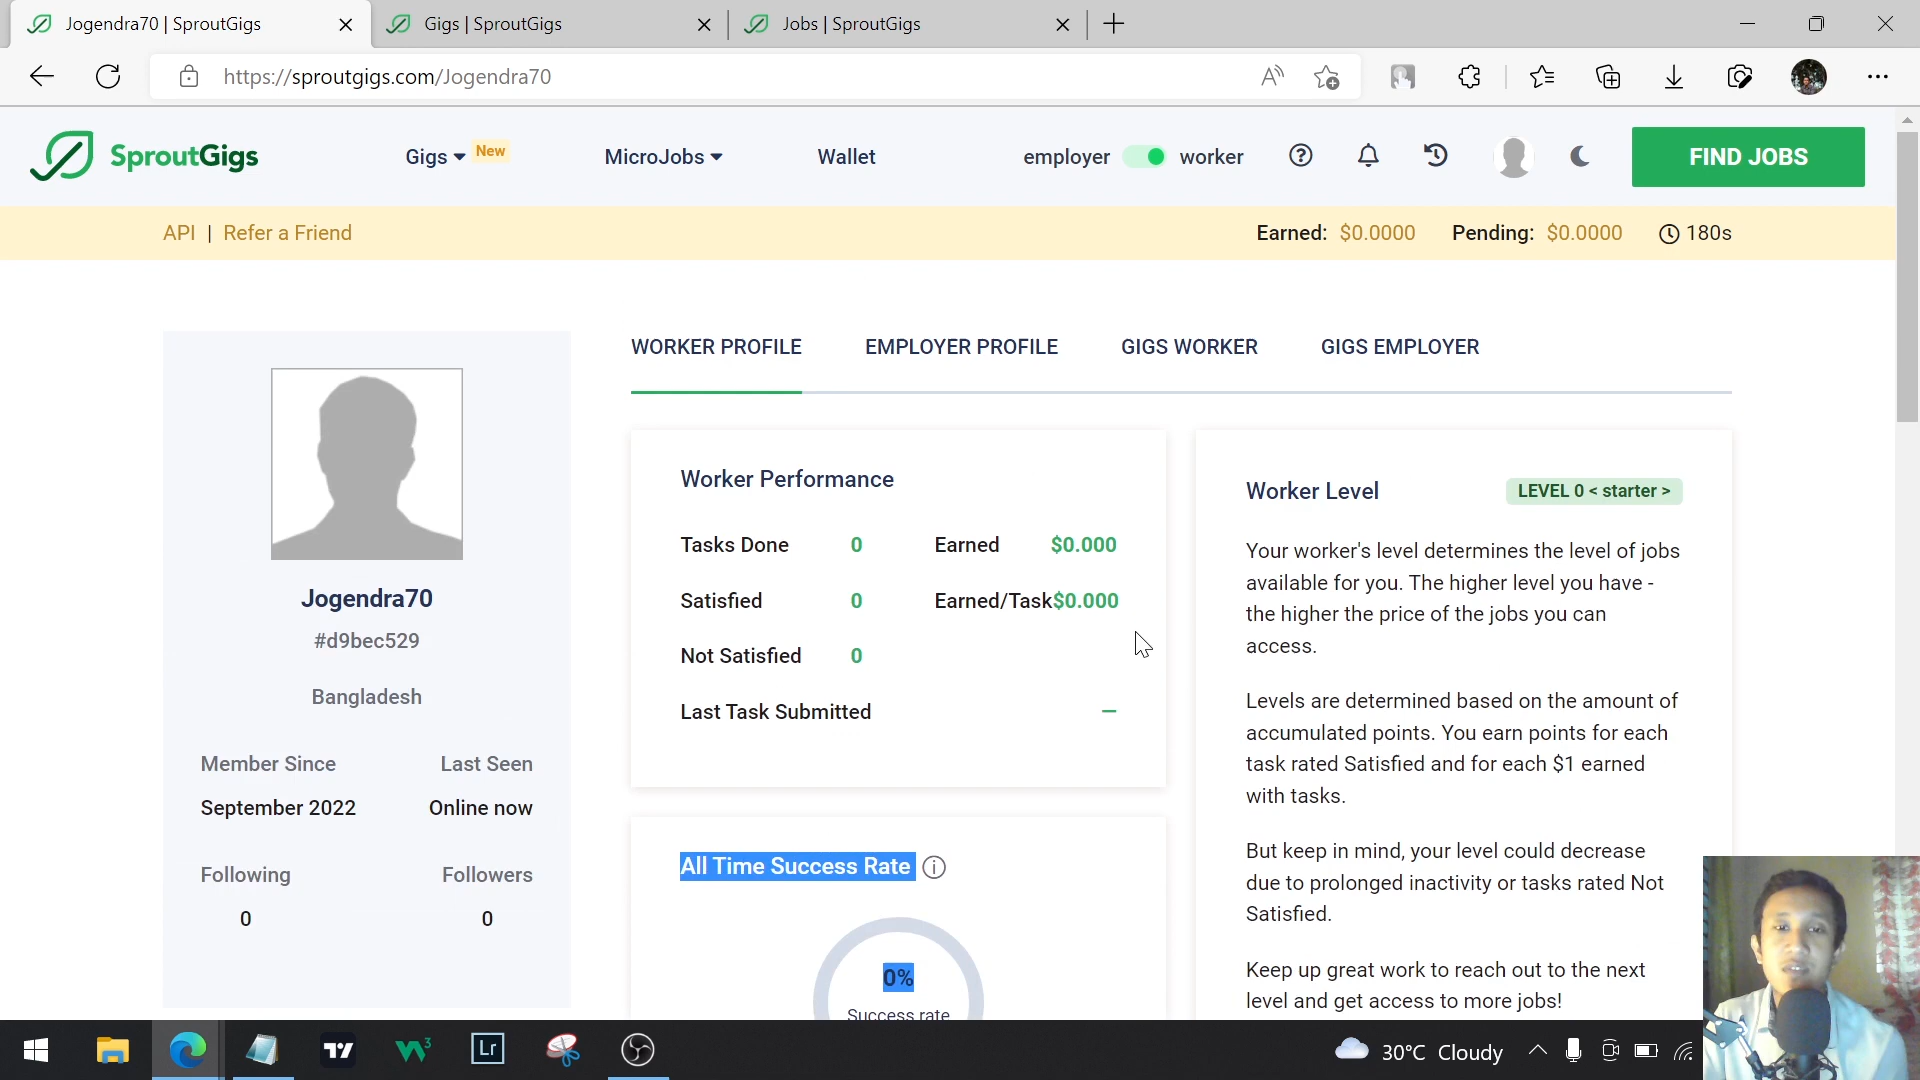 Jogendra70 | SproutGigs
Gigs | SproutGigs
Jobs | SproutGigs
https://sproutgigs.com/Jogendra70
SproutGigs
Gigs New
MicroJobs
Wallet
employer worker
FIND JOBS
API | Refer a Friend
Earned: $0.0000 Pending: $0.0000 180s
Jogendra70
#d9bec529
Bangladesh
Member Since Last Seen
September 2022 Online now
Following Followers
0 0
WORKER PROFILE EMPLOYER PROFILE GIGS WORKER GIGS EMPLOYER
Worker Performance
Tasks Done 0 Earned $0.000
Satisfied 0 Earned/Task $0.000
Not Satisfied 0
Last Task Submitted –
All Time Success Rate
0%
Success rate
Worker Level LEVEL 0 < starter >
Your worker's level determines the level of jobs
available for you. The higher level you have -
the higher the price of the jobs you can
access.
Levels are determined based on the amount of
accumulated points. You earn points for each
task rated Satisfied and for each $1 earned
with tasks.
But keep in mind, your level could decrease
due to prolonged inactivity or tasks rated Not
Satisfied.
Keep up great work to reach out to the next
level and get access to more jobs!
Lr
30°C Cloudy